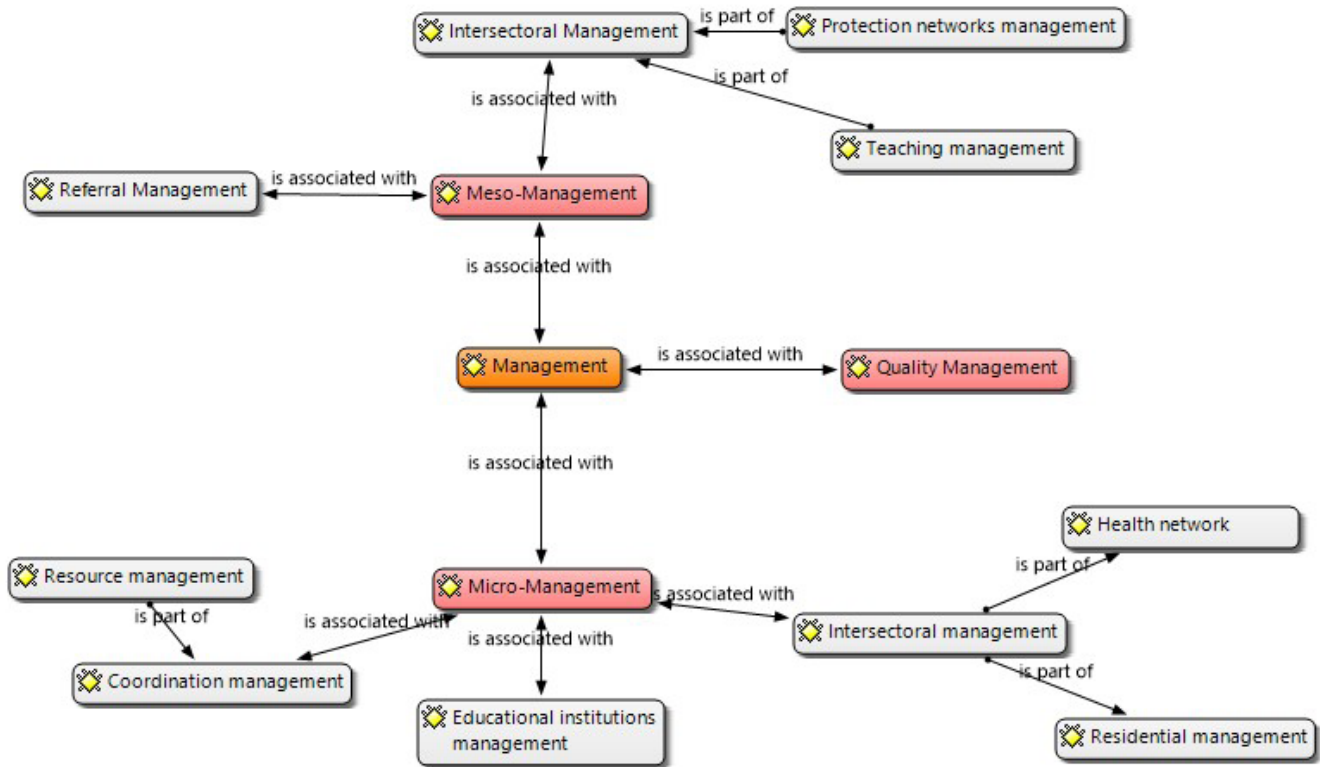 is part of
Intersectoral Management
Protection networks management
is part of
is associated with
Teaching management
is associated with
Referral Management
Meso-Management
is associated with
is associated with
Management
Quality Management
is associated with
Health network
is part of
Resource management
Micro-Management
is associated with
is part of
is associated with
is associated with
Intersectoral management
is part of
Coordination management
Educational institutions
management
Residential management